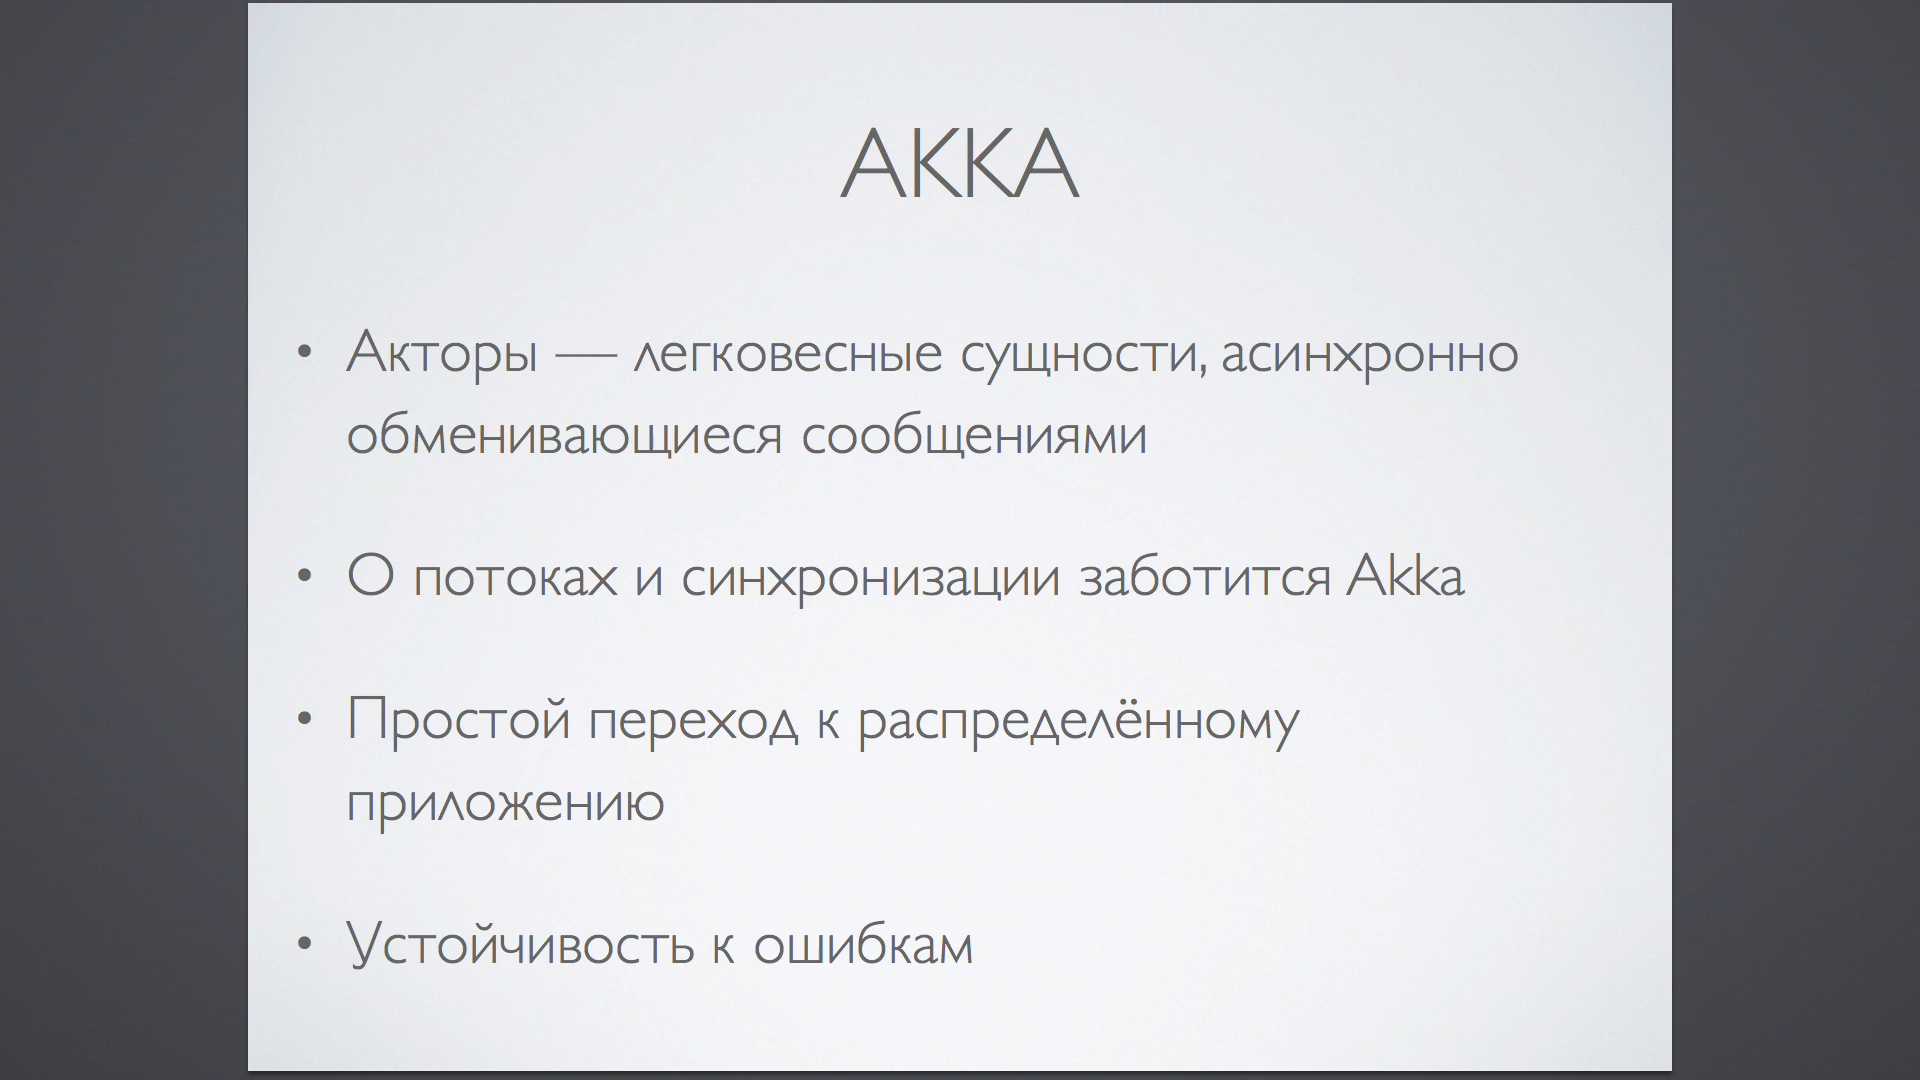 AKKA
• Акторы — легковесные сущности, асинхронно
обменивающиеся сообщениями
• О потоках и синхронизации заботится Akka
• Простой переход к распределённому
приложению
• Устойчивость к ошибкам